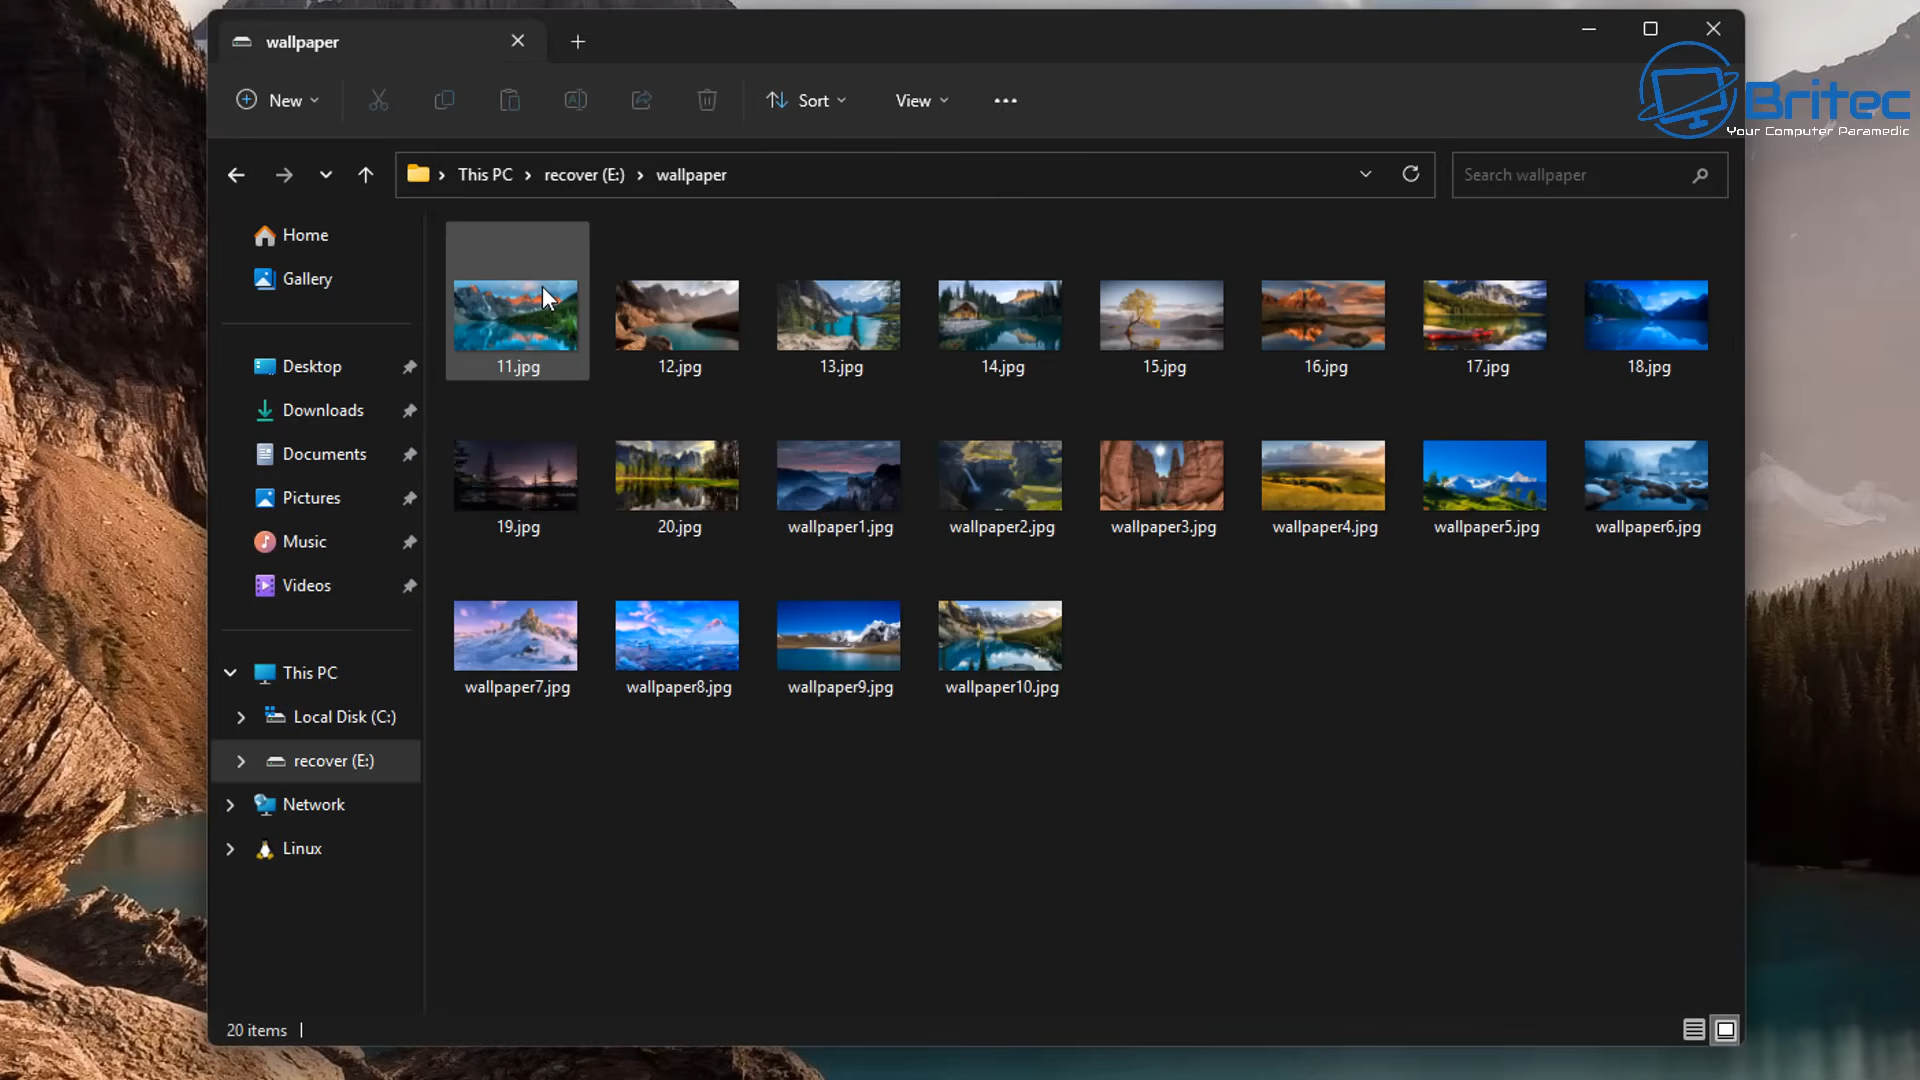 wallpaper
New
Sort
View
This PC
recover (E:)
wallpaper
Search wallpaper
Britec
Your Computer Paramedic
Home
Gallery
Desktop
Downloads
Documents
Pictures
Music
Videos
This PC
Local Disk (C:)
recover (E:)
Network
Linux
11.jpg
12.jpg
13.jpg
14.jpg
15.jpg
16.jpg
17.jpg
18.jpg
19.jpg
20.jpg
wallpaper1.jpg
wallpaper2.jpg
wallpaper3.jpg
wallpaper4.jpg
wallpaper5.jpg
wallpaper6.jpg
wallpaper7.jpg
wallpaper8.jpg
wallpaper9.jpg
wallpaper10.jpg
20 items